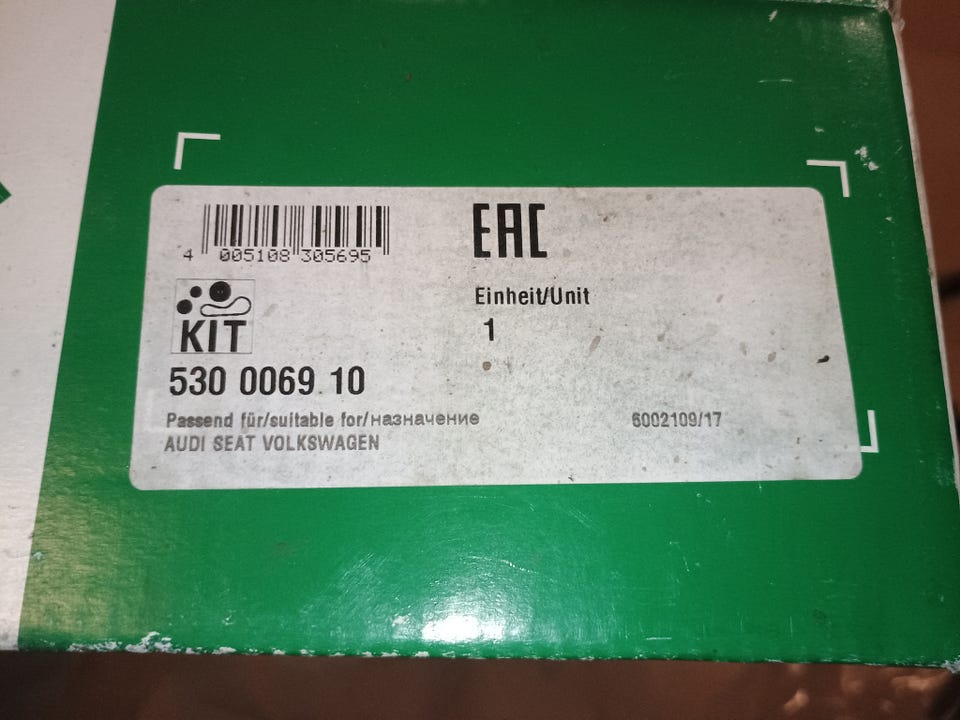 EAC
4 005108 305695
Einheit/Unit
KIT
1
530 0069 10
Passend für/suitable for/назначение
6002109/17
AUDI SEAT VOLKSWAGEN